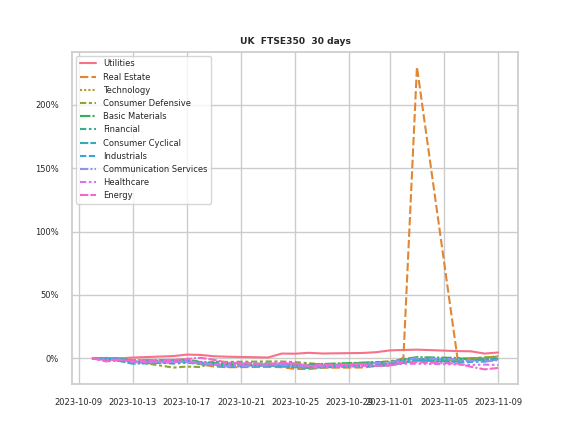 UK  FTSE350  30 days
Utilities
Real Estate
Technology
Consumer Defensive
Basic Materials
Financial
Consumer Cyclical
Industrials
Communication Services
Healthcare
Energy
200%
150%
100%
50%
0%
2023-10-09 2023-10-13 2023-10-17 2023-10-21 2023-10-25 2023-10-29 2023-11-01 2023-11-05 2023-11-09